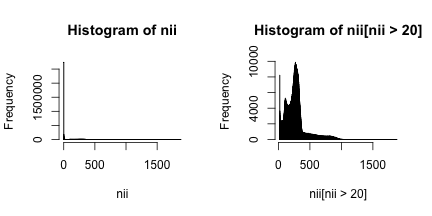 Histogram of nii
Frequency
0
1500000
0
500
1500
nii
Histogram of nii[nii > 20]
Frequency
0
4000
10000
0
500
1500
nii[nii > 20]